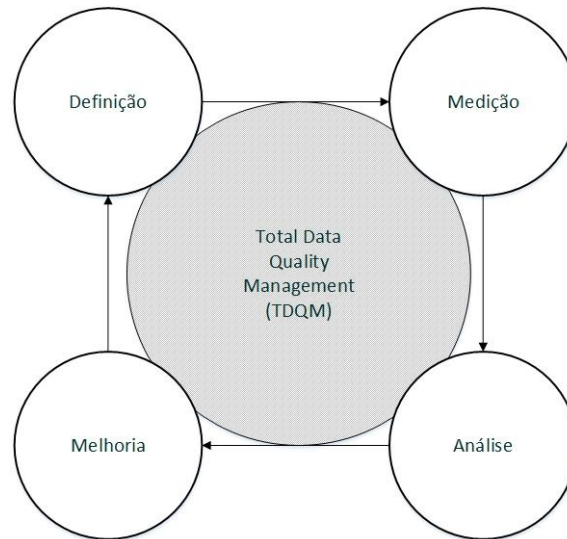 Definição
Medição
Total Data
Quality
Management
(TDQM)
Melhoria
Análise